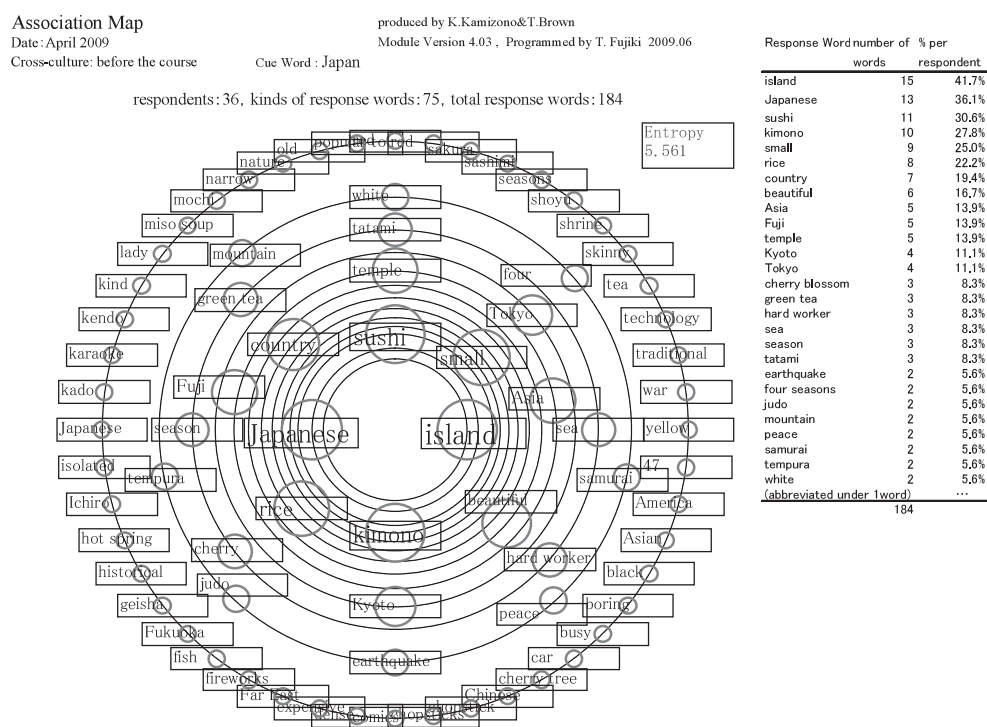 Association Map
Date:April 2009
Cross-culture: before the course
Cue Word : Japan
produced by K.Kamizono&T.Brown
Module Version 4.03 , Programmed by T. Fujiki 2009.06
respondents:36, kinds of response words:75, total response words:184
Entropy
5.561
red
sakura
old
sashimi
nature
seasons
narrow
shoyu
mochi
white
shrine
miso soup
tatami
skinny
lady
mountain
temple
four
tea
kind
green tea
Tokyo
technology
kendo
country
sushi
small
traditional
karaoke
Fuji
Asia
war
kado
Japanese
season
Japanese
island
sea
yellow
isolated
tempura
samurai
47
Ichiro
rice
beautiful
America
hot spring
cherry
kimono
hard worker
Asian
historical
judo
black
geisha
Kyoto
peace
boring
Fukuoka
busy
fish
earthquake
car
fireworks
cherry tree
Far East
Chinese
expensive
chopstick
dense
comics
chopsticks
Response Word number of words % per respondent
island 15 41.7%
Japanese 13 36.1%
sushi 11 30.6%
kimono 10 27.8%
small 9 25.0%
rice 8 22.2%
country 7 19.4%
beautiful 6 16.7%
Asia 5 13.9%
Fuji 5 13.9%
temple 5 13.9%
Kyoto 4 11.1%
Tokyo 4 11.1%
cherry blossom 3 8.3%
green tea 3 8.3%
hard worker 3 8.3%
sea 3 8.3%
season 3 8.3%
tatami 3 8.3%
earthquake 2 5.6%
four seasons 2 5.6%
judo 2 5.6%
mountain 2 5.6%
peace 2 5.6%
samurai 2 5.6%
tempura 2 5.6%
white 2 5.6%
(abbreviated under 1word) …
184